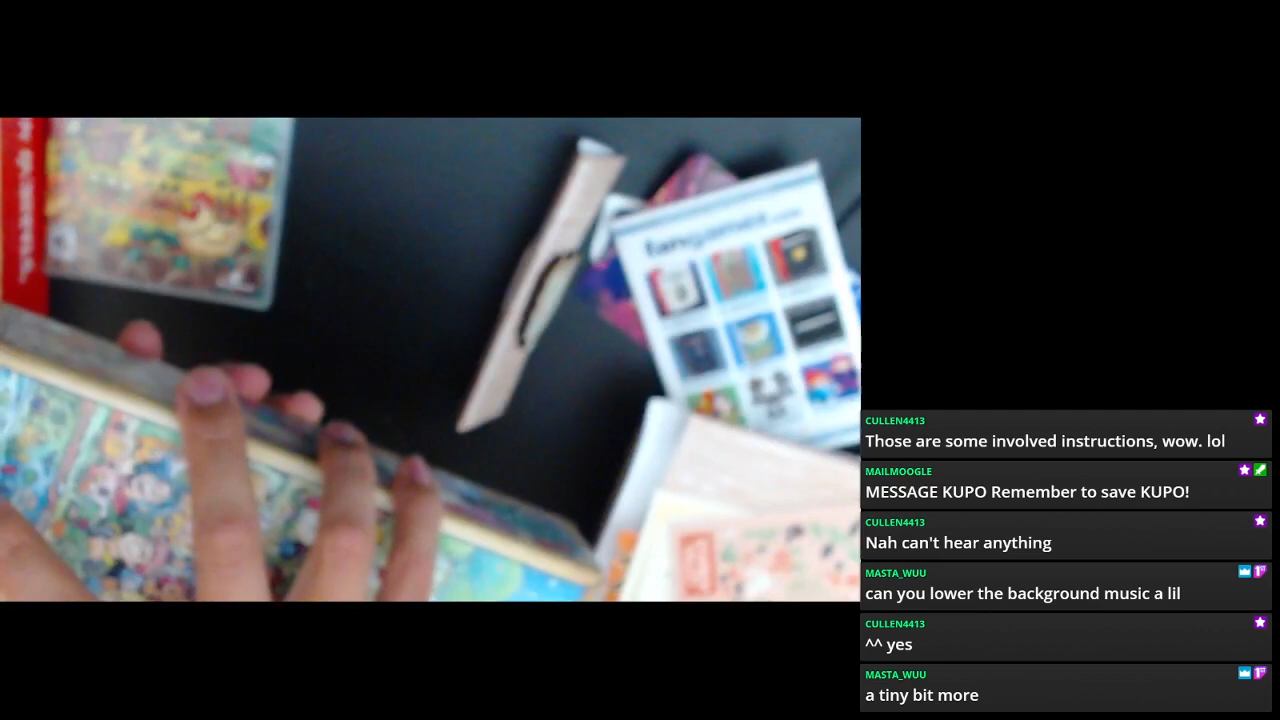 fangamer
CULLEN4413
Those are some involved instructions, wow. lol
MAILMOOGLE
MESSAGE KUPO Remember to save KUPO!
CULLEN4413
Nah can't hear anything
MASTA_WUU
can you lower the background music a lil
CULLEN4413
^^ yes
MASTA_WUU
a tiny bit more